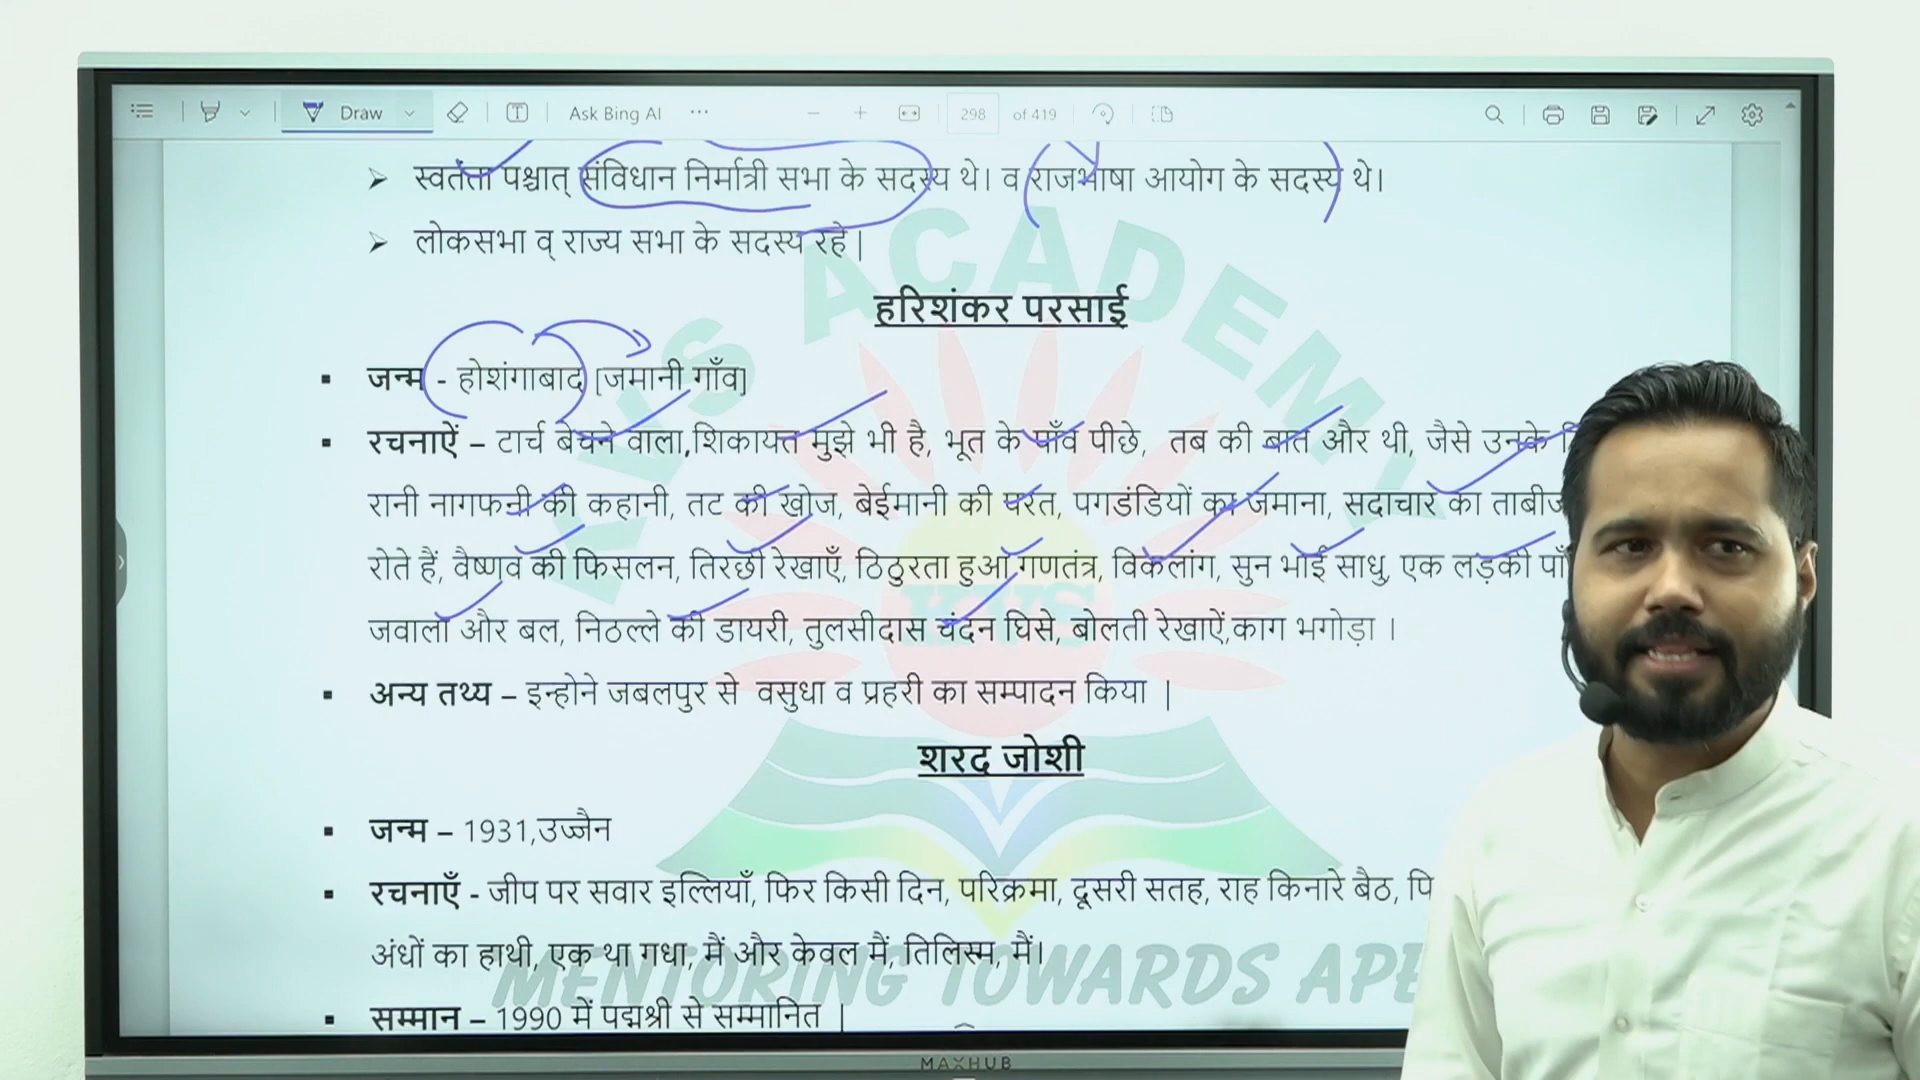 Draw
Ask Bing AI
298 of 419
स्वतंता पश्चात् संविधान निर्मात्री सभा के सदस्य थे। व राजभाषा आयोग के सदस्य थे।
लोकसभा व् राज्य सभा के सदस्य रहे|
हरिशंकर परसाई
जन्म - होशंगाबाद [जमानी गाँव]
रचनाऐं – टार्च बेचने वाला,शिकायत मुझे भी है, भूत के पाँव पीछे, तब की बात और थी, जैसे उनके
रानी नागफनी की कहानी, तट की खोज, बेईमानी की परत, पगडंडियों का जमाना, सदाचार का ताबीज
रोते हैं, वैष्णव की फिसलन, तिरछी रेखाएँ, ठिठुरता हुआ गणतंत्र, विकलांग, सुन भाई साधु, एक लड़की पाँ
जवाला और बल, निठल्ले की डायरी, तुलसीदास चंदन घिसे, बोलती रेखाऐं,काग भगोड़ा ।
अन्य तथ्य – इन्होने जबलपुर से वसुधा व प्रहरी का सम्पादन किया |
शरद जोशी
जन्म – 1931,उज्जैन
रचनाएँ - जीप पर सवार इल्लियाँ, फिर किसी दिन, परिक्रमा, दूसरी सतह, राह किनारे बैठ, पि
अंधों का हाथी, एक था गधा, मैं और केवल मैं, तिलिस्म, मैं।
सम्मान – 1990 में पद्मश्री से सम्मानित |
KVS ACADEMY
KVS
MENTORING TOWARDS APE
MAXHUB